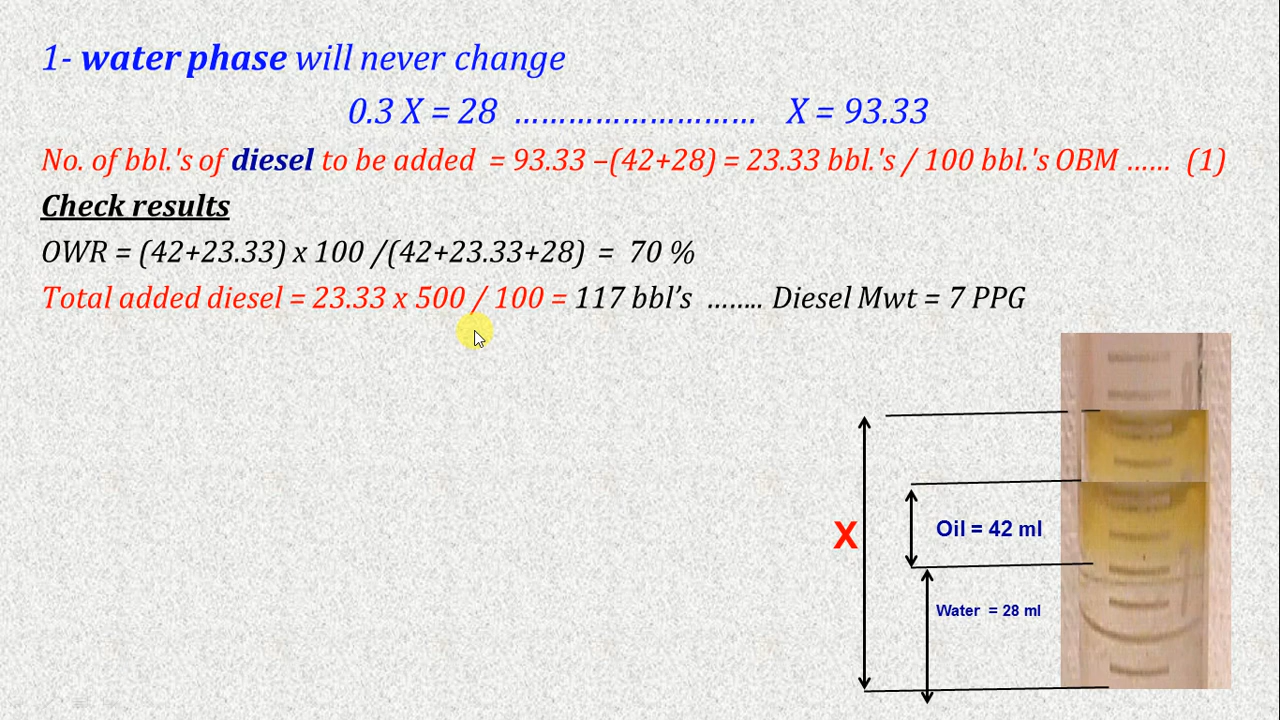 1- water phase will never change
0.3 X = 28 ........................... X = 93.33
No. of bbl.'s of diesel to be added = 93.33 –(42+28) = 23.33 bbl.'s / 100 bbl.'s OBM ...... (1)
Check results
OWR = (42+23.33) x 100 /(42+23.33+28) = 70 %
Total added diesel = 23.33 x 500 / 100 = 117 bbl’s ........ Diesel Mwt = 7 PPG
X
Oil = 42 ml
Water = 28 ml